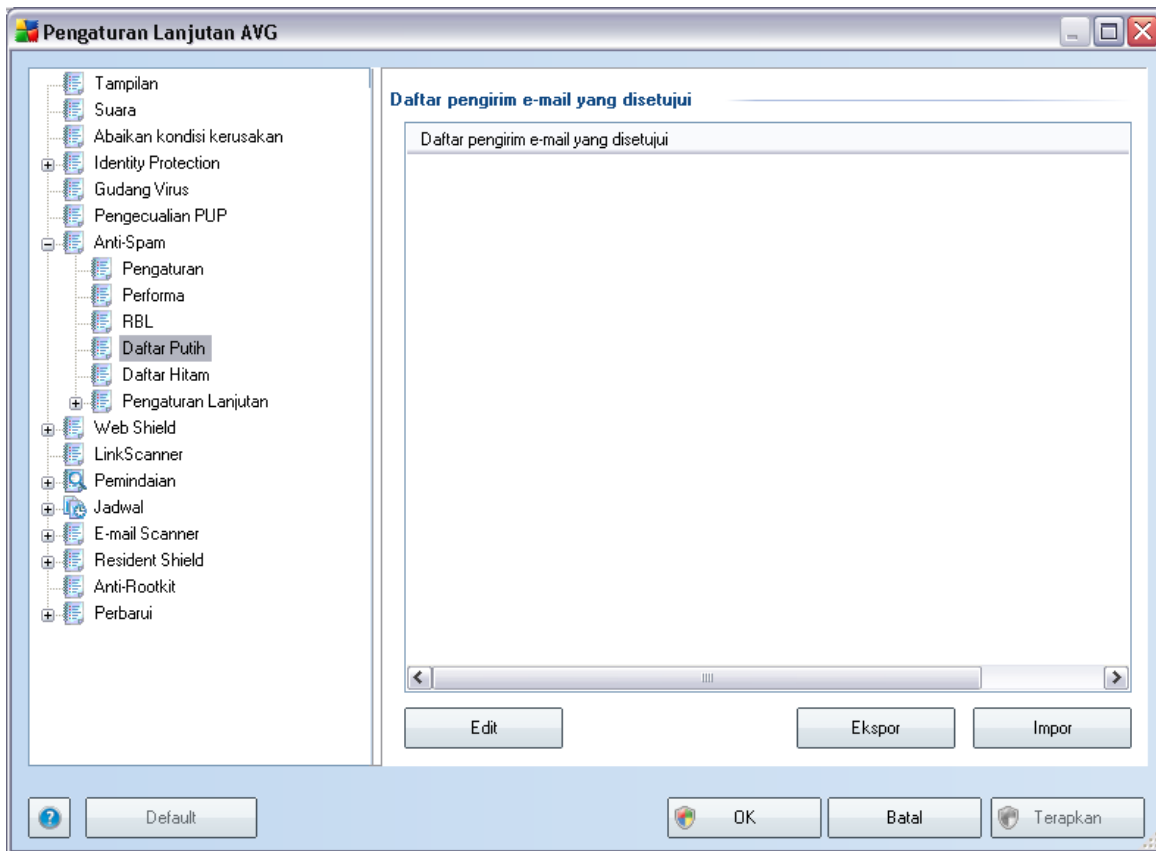 Pengaturan Lanjutan AVG
Tampilan
Suara
Abaikan kondisi kerusakan
Identity Protection
Gudang Virus
Pengecualian PUP
Anti-Spam
Pengaturan
Performa
RBL
Daftar Putih
Daftar Hitam
Pengaturan Lanjutan
Web Shield
LinkScanner
Pemindaian
Jadwal
E-mail Scanner
Resident Shield
Anti-Rootkit
Perbarui
Daftar pengirim e-mail yang disetujui
Daftar pengirim e-mail yang disetujui
Edit
Ekspor
Impor
?
Default
OK
Batal
Terapkan